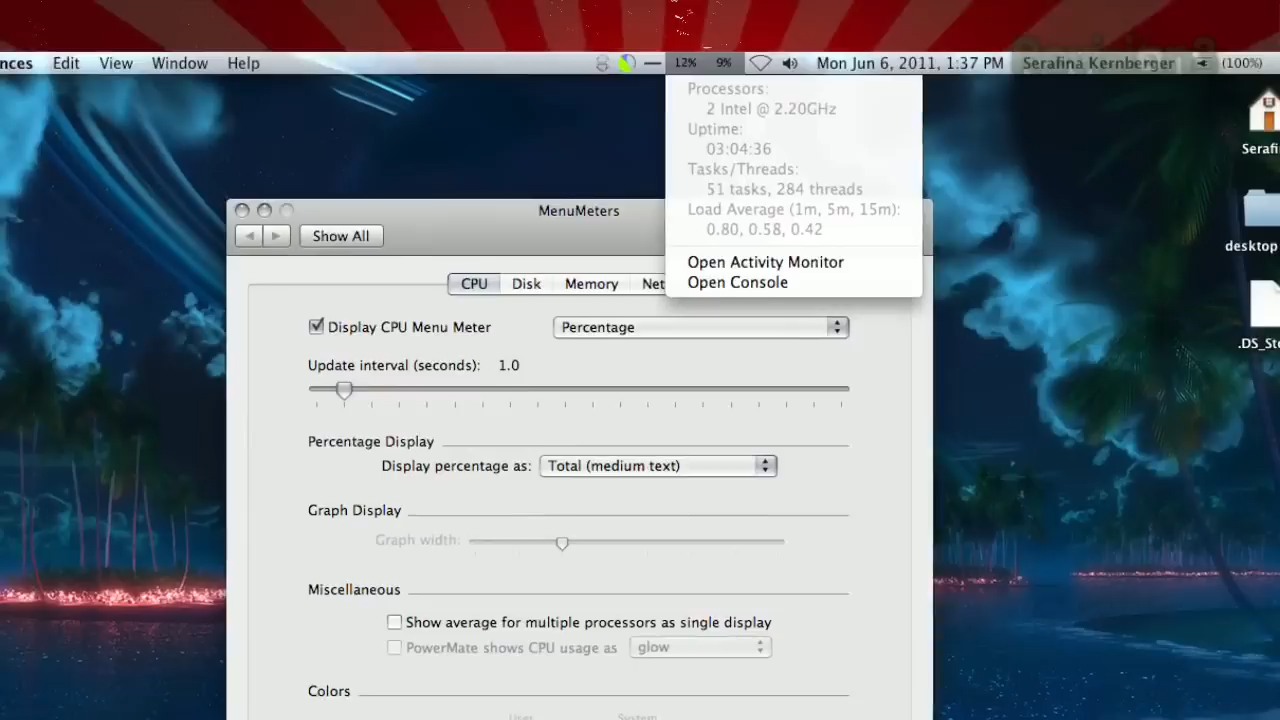 nces Edit View Window Help 12% 9% Mon Jun 6, 2011, 1:37 PM Serafina Kernberger (100%)
Processors:
2 Intel @ 2.20GHz
Uptime:
03:04:36
Tasks/Threads:
51 tasks, 284 threads
Load Average (1m, 5m, 15m):
0.80, 0.58, 0.42
Open Activity Monitor
Open Console
Serafi
desktop
.DS_Sto
MenuMeters
Show All
CPU Disk Memory Net
Display CPU Menu Meter Percentage
Update interval (seconds): 1.0
Percentage Display
Display percentage as: Total (medium text)
Graph Display
Graph width:
Miscellaneous
Show average for multiple processors as single display
PowerMate shows CPU usage as glow
Colors
User System